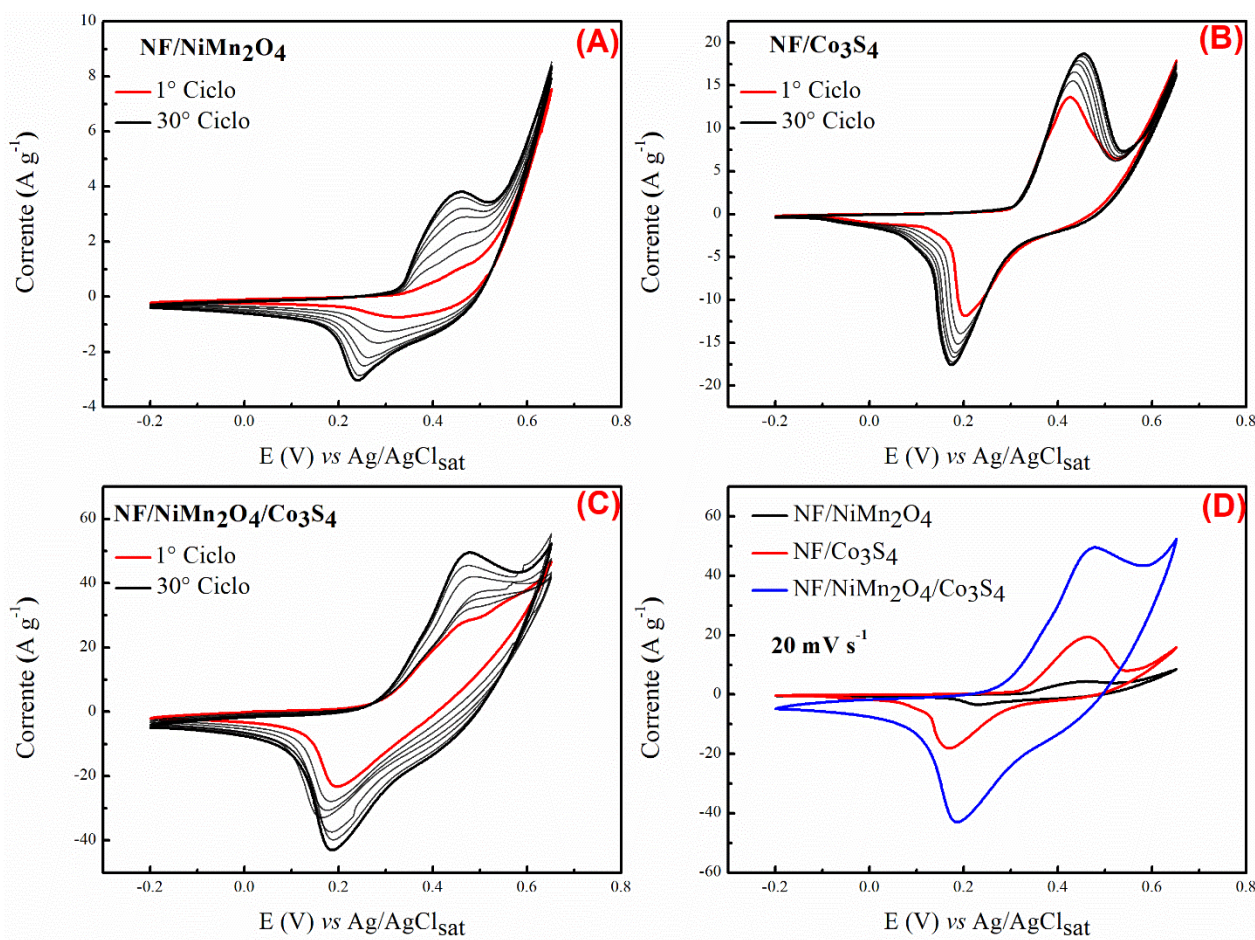 (A)
NF/NiMn2O4
1° Ciclo
30° Ciclo
10
8
6
4
2
0
-2
-4
Corrente (A g-1)
-0.2 0.0 0.2 0.4 0.6 0.8
E (V) vs Ag/AgClsat
(B)
NF/Co3S4
1° Ciclo
30° Ciclo
20
15
10
5
0
-5
-10
-15
-20
Corrente (A g-1)
-0.2 0.0 0.2 0.4 0.6 0.8
E (V) vs Ag/AgClsat
(C)
NF/NiMn2O4/Co3S4
1° Ciclo
30° Ciclo
60
40
20
0
-20
-40
Corrente (A g-1)
-0.2 0.0 0.2 0.4 0.6 0.8
E (V) vs Ag/AgClsat
(D)
NF/NiMn2O4
NF/Co3S4
NF/NiMn2O4/Co3S4
20 mV s-1
60
40
20
0
-20
-40
-60
Corrente (A g-1)
-0.2 0.0 0.2 0.4 0.6 0.8
E (V) vs Ag/AgClsat